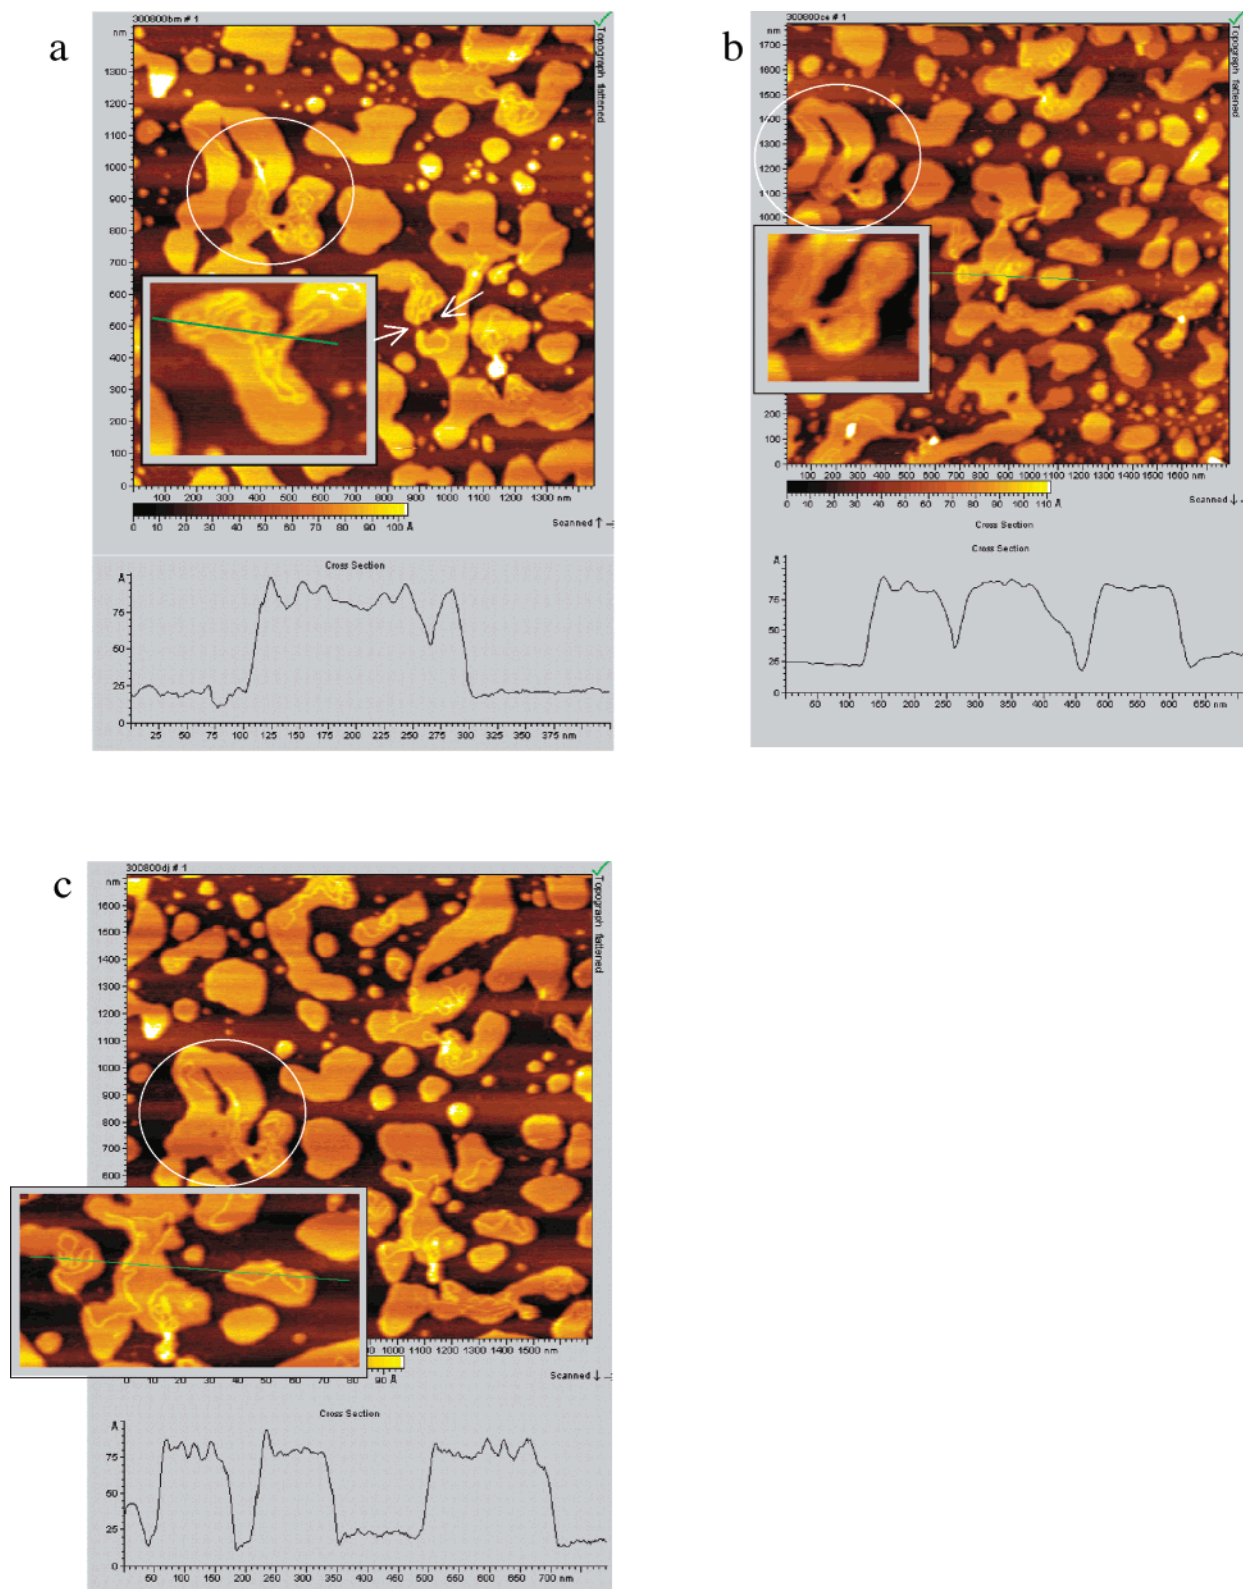 a
300800bm # 1
Topograph flattened
nm
1300
1200
1100
1000
900
800
700
600
500
400
300
200
100
0
100 200 300 400 500 600 700 800 900 1000 1100 1200 1300 nm
0 10 20 30 40 50 60 70 80 90 100 Å
Scanned ↑
Cross Section
Å
75
50
25
0
25 50 75 100 125 150 175 200 225 250 275 300 325 350 375 nm
b
300800ce # 1
Topograph flattened
nm
1700
1600
1500
1400
1300
1200
1100
1000
200
100
0
100 200 300 400 500 600 700 800 900 1000 1100 1200 1300 1400 1500 1600 nm
0 10 20 30 40 50 60 70 80 90 100 110 Å
Scanned ↓
Cross Section
Cross Section
Å
75
50
25
0
50 100 150 200 250 300 350 400 450 500 550 600 650 nm
c
300800dj # 1
Topograph flattened
nm
1600
1500
1400
1300
1200
1100
1000
900
800
700
600
900 1000 1100 1200 1300 1400 1500 nm
0 10 20 30 40 50 60 70 80 90 Å
Scanned ↓
Cross Section
Å
75
50
25
0
50 100 150 200 250 300 350 400 450 500 550 600 650 700 nm